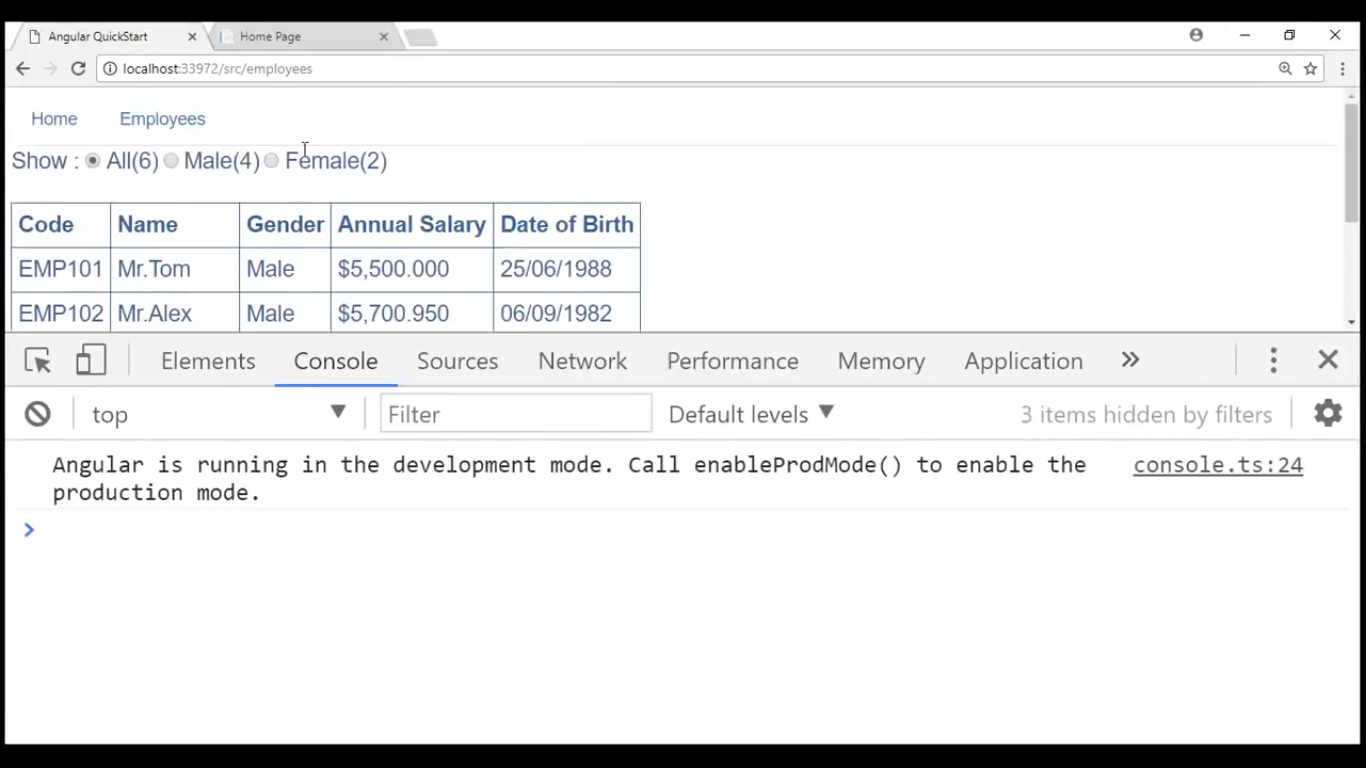 Angular QuickStart
Home Page
localhost:33972/src/employees
Home Employees
Show : All(6) Male(4) Female(2)
Code Name Gender Annual Salary Date of Birth
EMP101 Mr.Tom Male $5,500.000 25/06/1988
EMP102 Mr.Alex Male $5,700.950 06/09/1982
Elements Console Sources Network Performance Memory Application
top Filter Default levels 3 items hidden by filters
Angular is running in the development mode. Call enableProdMode() to enable the console.ts:24
production mode.